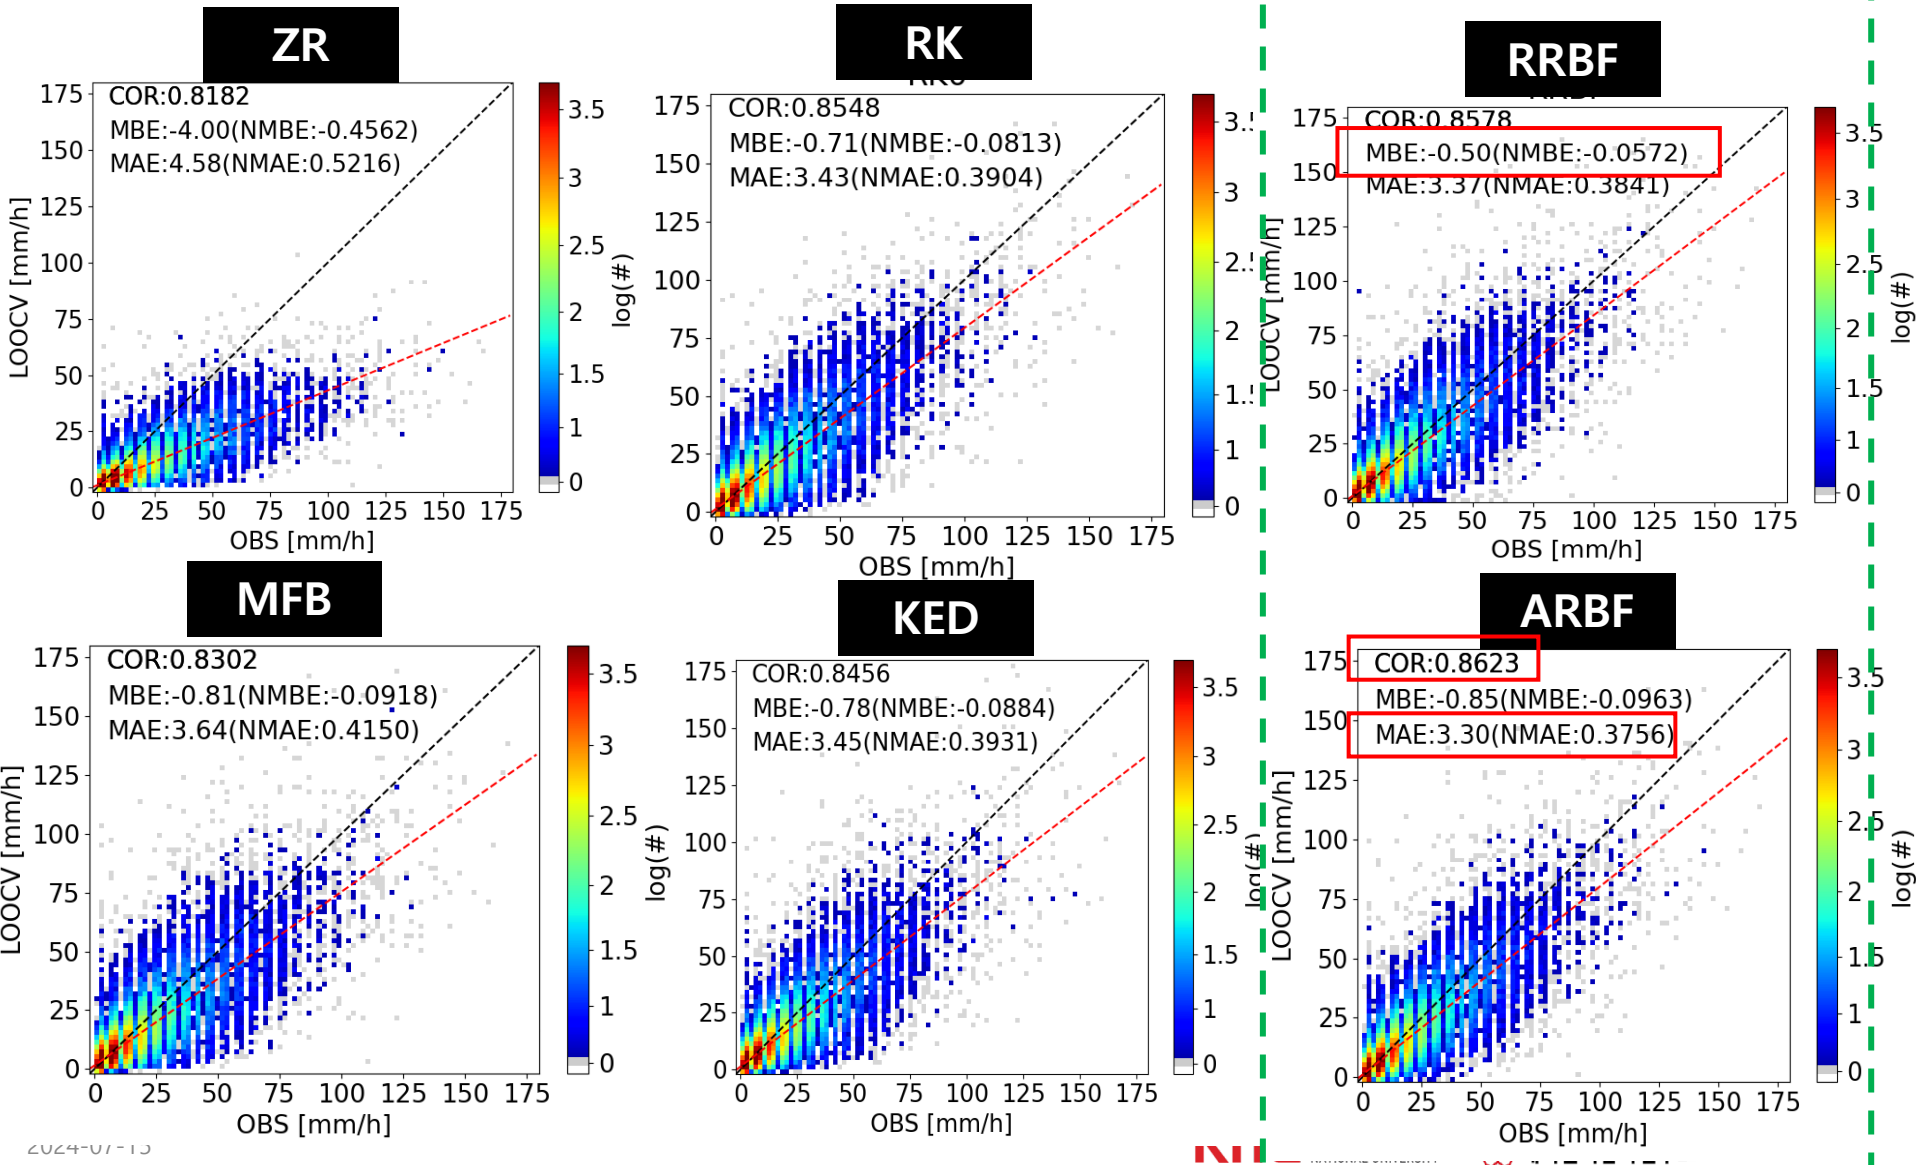 ZR
COR:0.8182
MBE:-4.00(NMBE:-0.4562)
MAE:4.58(NMAE:0.5216)
175
150
125
100
75
50
25
0
LOOCV [mm/h]
0 25 50 75 100 125 150 175
OBS [mm/h]
3.5
3
2.5
2
1.5
1
0
log(#)
RK
COR:0.8548
MBE:-0.71(NMBE:-0.0813)
MAE:3.43(NMAE:0.3904)
175
150
125
100
75
50
25
0
0 25 50 75 100 125 150 175
OBS [mm/h]
3
2
1
0
RRBF
COR:0.8578
MBE:-0.50(NMBE:-0.0572)
MAE:3.37(NMAE:0.3841)
175
150
125
100
75
50
25
0
LOOCV [mm/h]
0 25 50 75 100 125 150 175
OBS [mm/h]
3.5
3
2.5
2
1.5
1
0
log(#)
MFB
COR:0.8302
MBE:-0.81(NMBE:-0.0918)
MAE:3.64(NMAE:0.4150)
175
150
125
100
75
50
25
0
LOOCV [mm/h]
0 25 50 75 100 125 150 175
OBS [mm/h]
3.5
3
2.5
2
1.5
1
0
log(#)
KED
COR:0.8456
MBE:-0.78(NMBE:-0.0884)
MAE:3.45(NMAE:0.3931)
175
150
125
100
75
50
25
0
0 25 50 75 100 125 150 175
OBS [mm/h]
3.5
3
2.5
2
1.5
1
0
log(#)
ARBF
COR:0.8623
MBE:-0.85(NMBE:-0.0963)
MAE:3.30(NMAE:0.3756)
175
150
125
100
75
50
25
0
LOOCV [mm/h]
0 25 50 75 100 125 150 175
OBS [mm/h]
3.5
3
2.5
2
1.5
1
0
log(#)